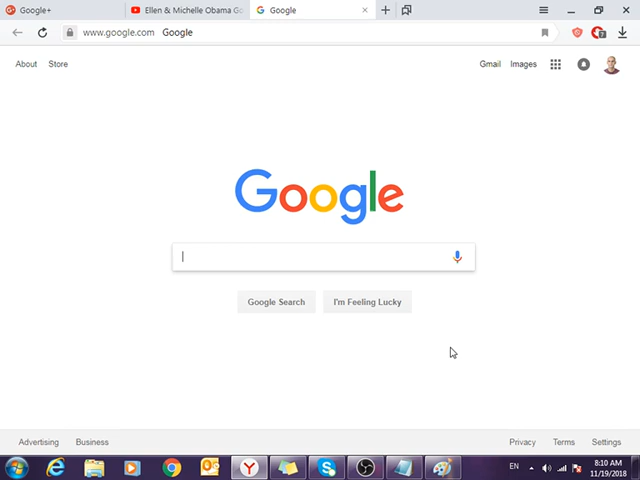 Google+
Ellen & Michelle Obama Go
Google
www.google.com Google
About Store Gmail Images
Google
Google Search I'm Feeling Lucky
Advertising Business Privacy Terms Settings
EN 8:10 AM
11/19/2018